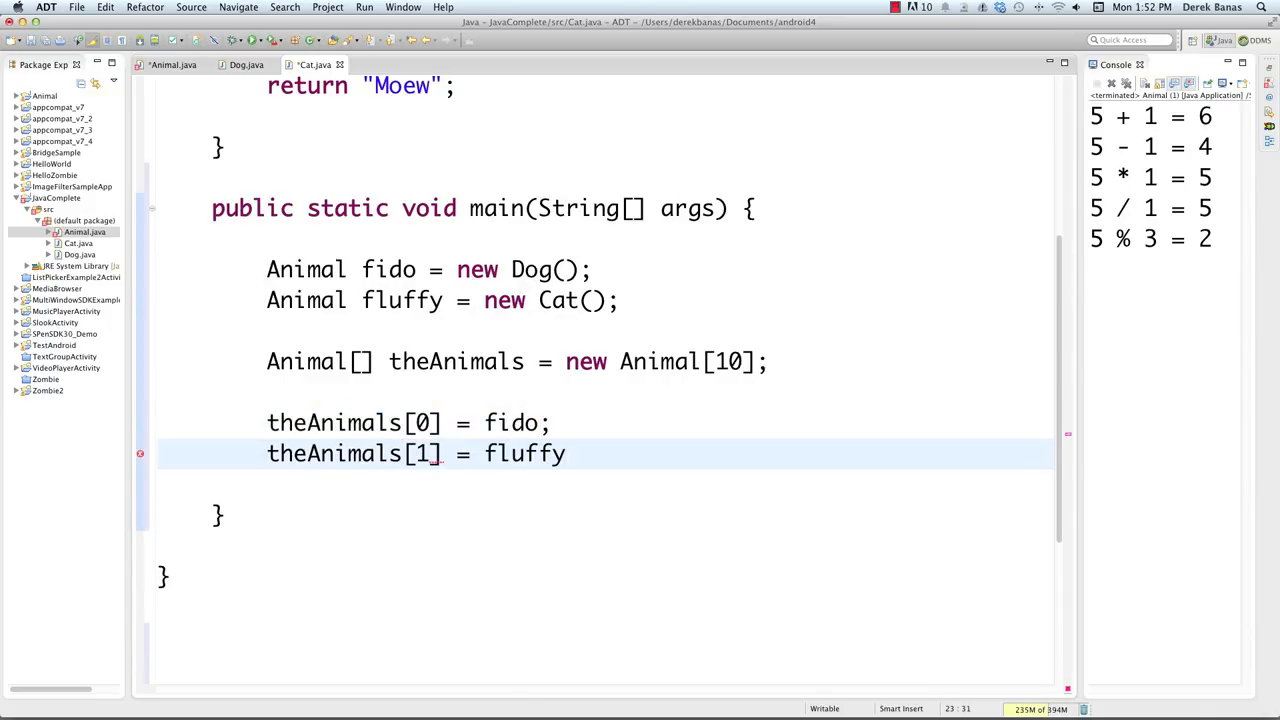 ADT File Edit Refactor Source Navigate Search Project Run Window Help
10 Mon 1:52 PM Derek Banas
Java - JavaComplete/src/Cat.java - ADT - /Users/derekbanas/Documents/android4
Quick Access Java DDMS
Package Exp
*Animal.java Dog.java *Cat.java
Console
<terminated> Animal (1) [Java Application] /S
Animal
appcompat_v7
appcompat_v7_2
appcompat_v7_3
appcompat_v7_4
BridgeSample
HelloWorld
HelloZombie
ImageFilterSampleApp
JavaComplete
src
(default package)
Animal.java
Cat.java
Dog.java
JRE System Library [Ja
ListPickerExample2Activi
MediaBrowser
MultiWindowSDKExample
MusicPlayerActivity
SlookActivity
SPenSDK30_Demo
TestAndroid
TextGroupActivity
VideoPlayerActivity
Zombie
Zombie2
return "Moew";
}
public static void main(String[] args) {
Animal fido = new Dog();
Animal fluffy = new Cat();
Animal[] theAnimals = new Animal[10];
theAnimals[0] = fido;
theAnimals[1] = fluffy
}
}
5 + 1 = 6
5 - 1 = 4
5 * 1 = 5
5 / 1 = 5
5 % 3 = 2
Writable Smart Insert 23 : 31 235M of 394M